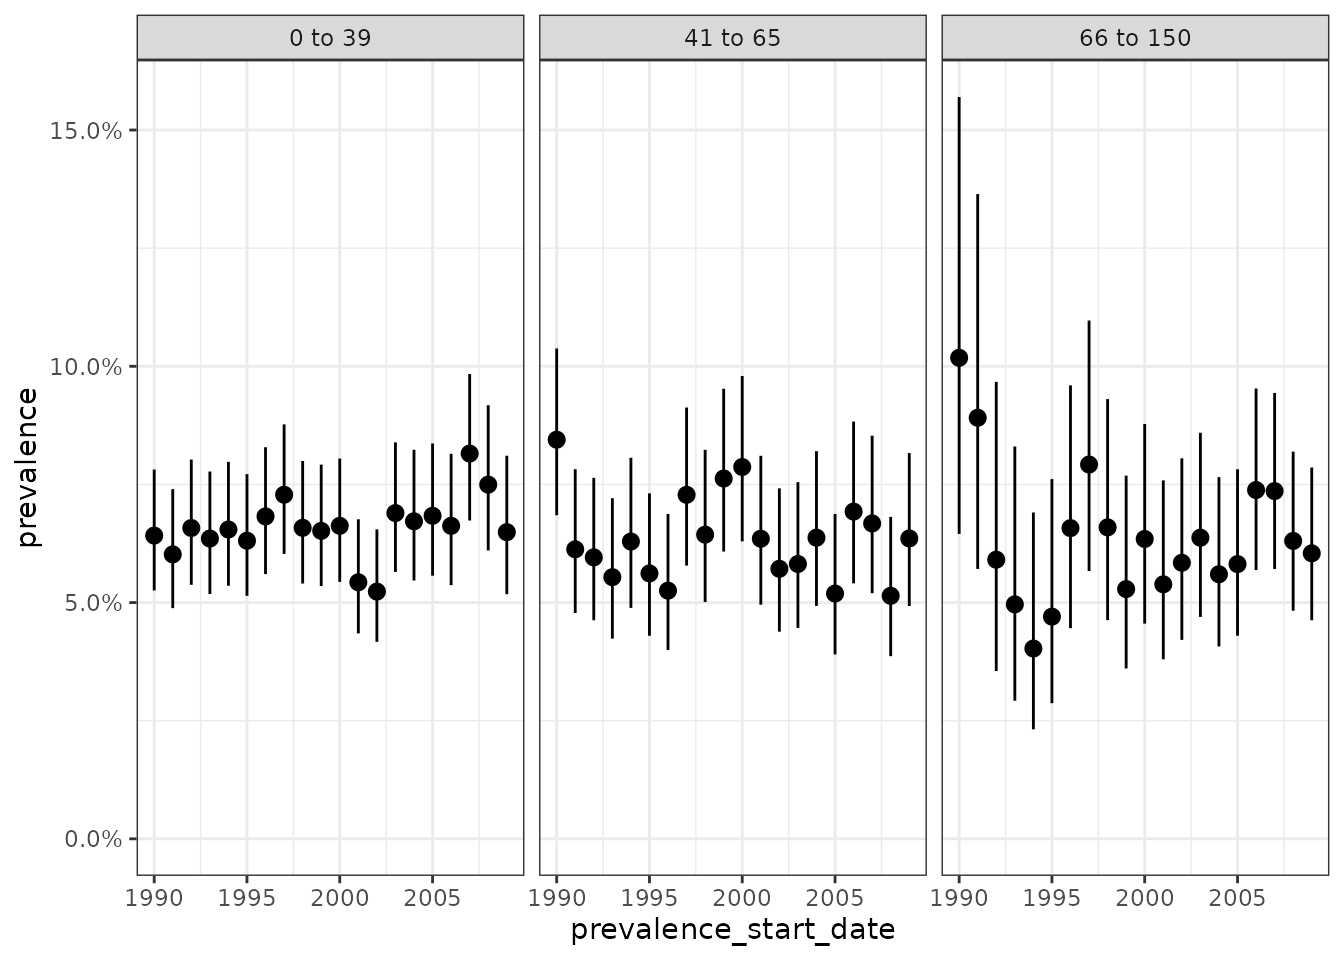 0 to 39 41 to 65 66 to 150
15.0%
10.0%
5.0%
0.0%
prevalence
1990 1995 2000 2005 1990 1995 2000 2005 1990 1995 2000 2005
prevalence_start_date